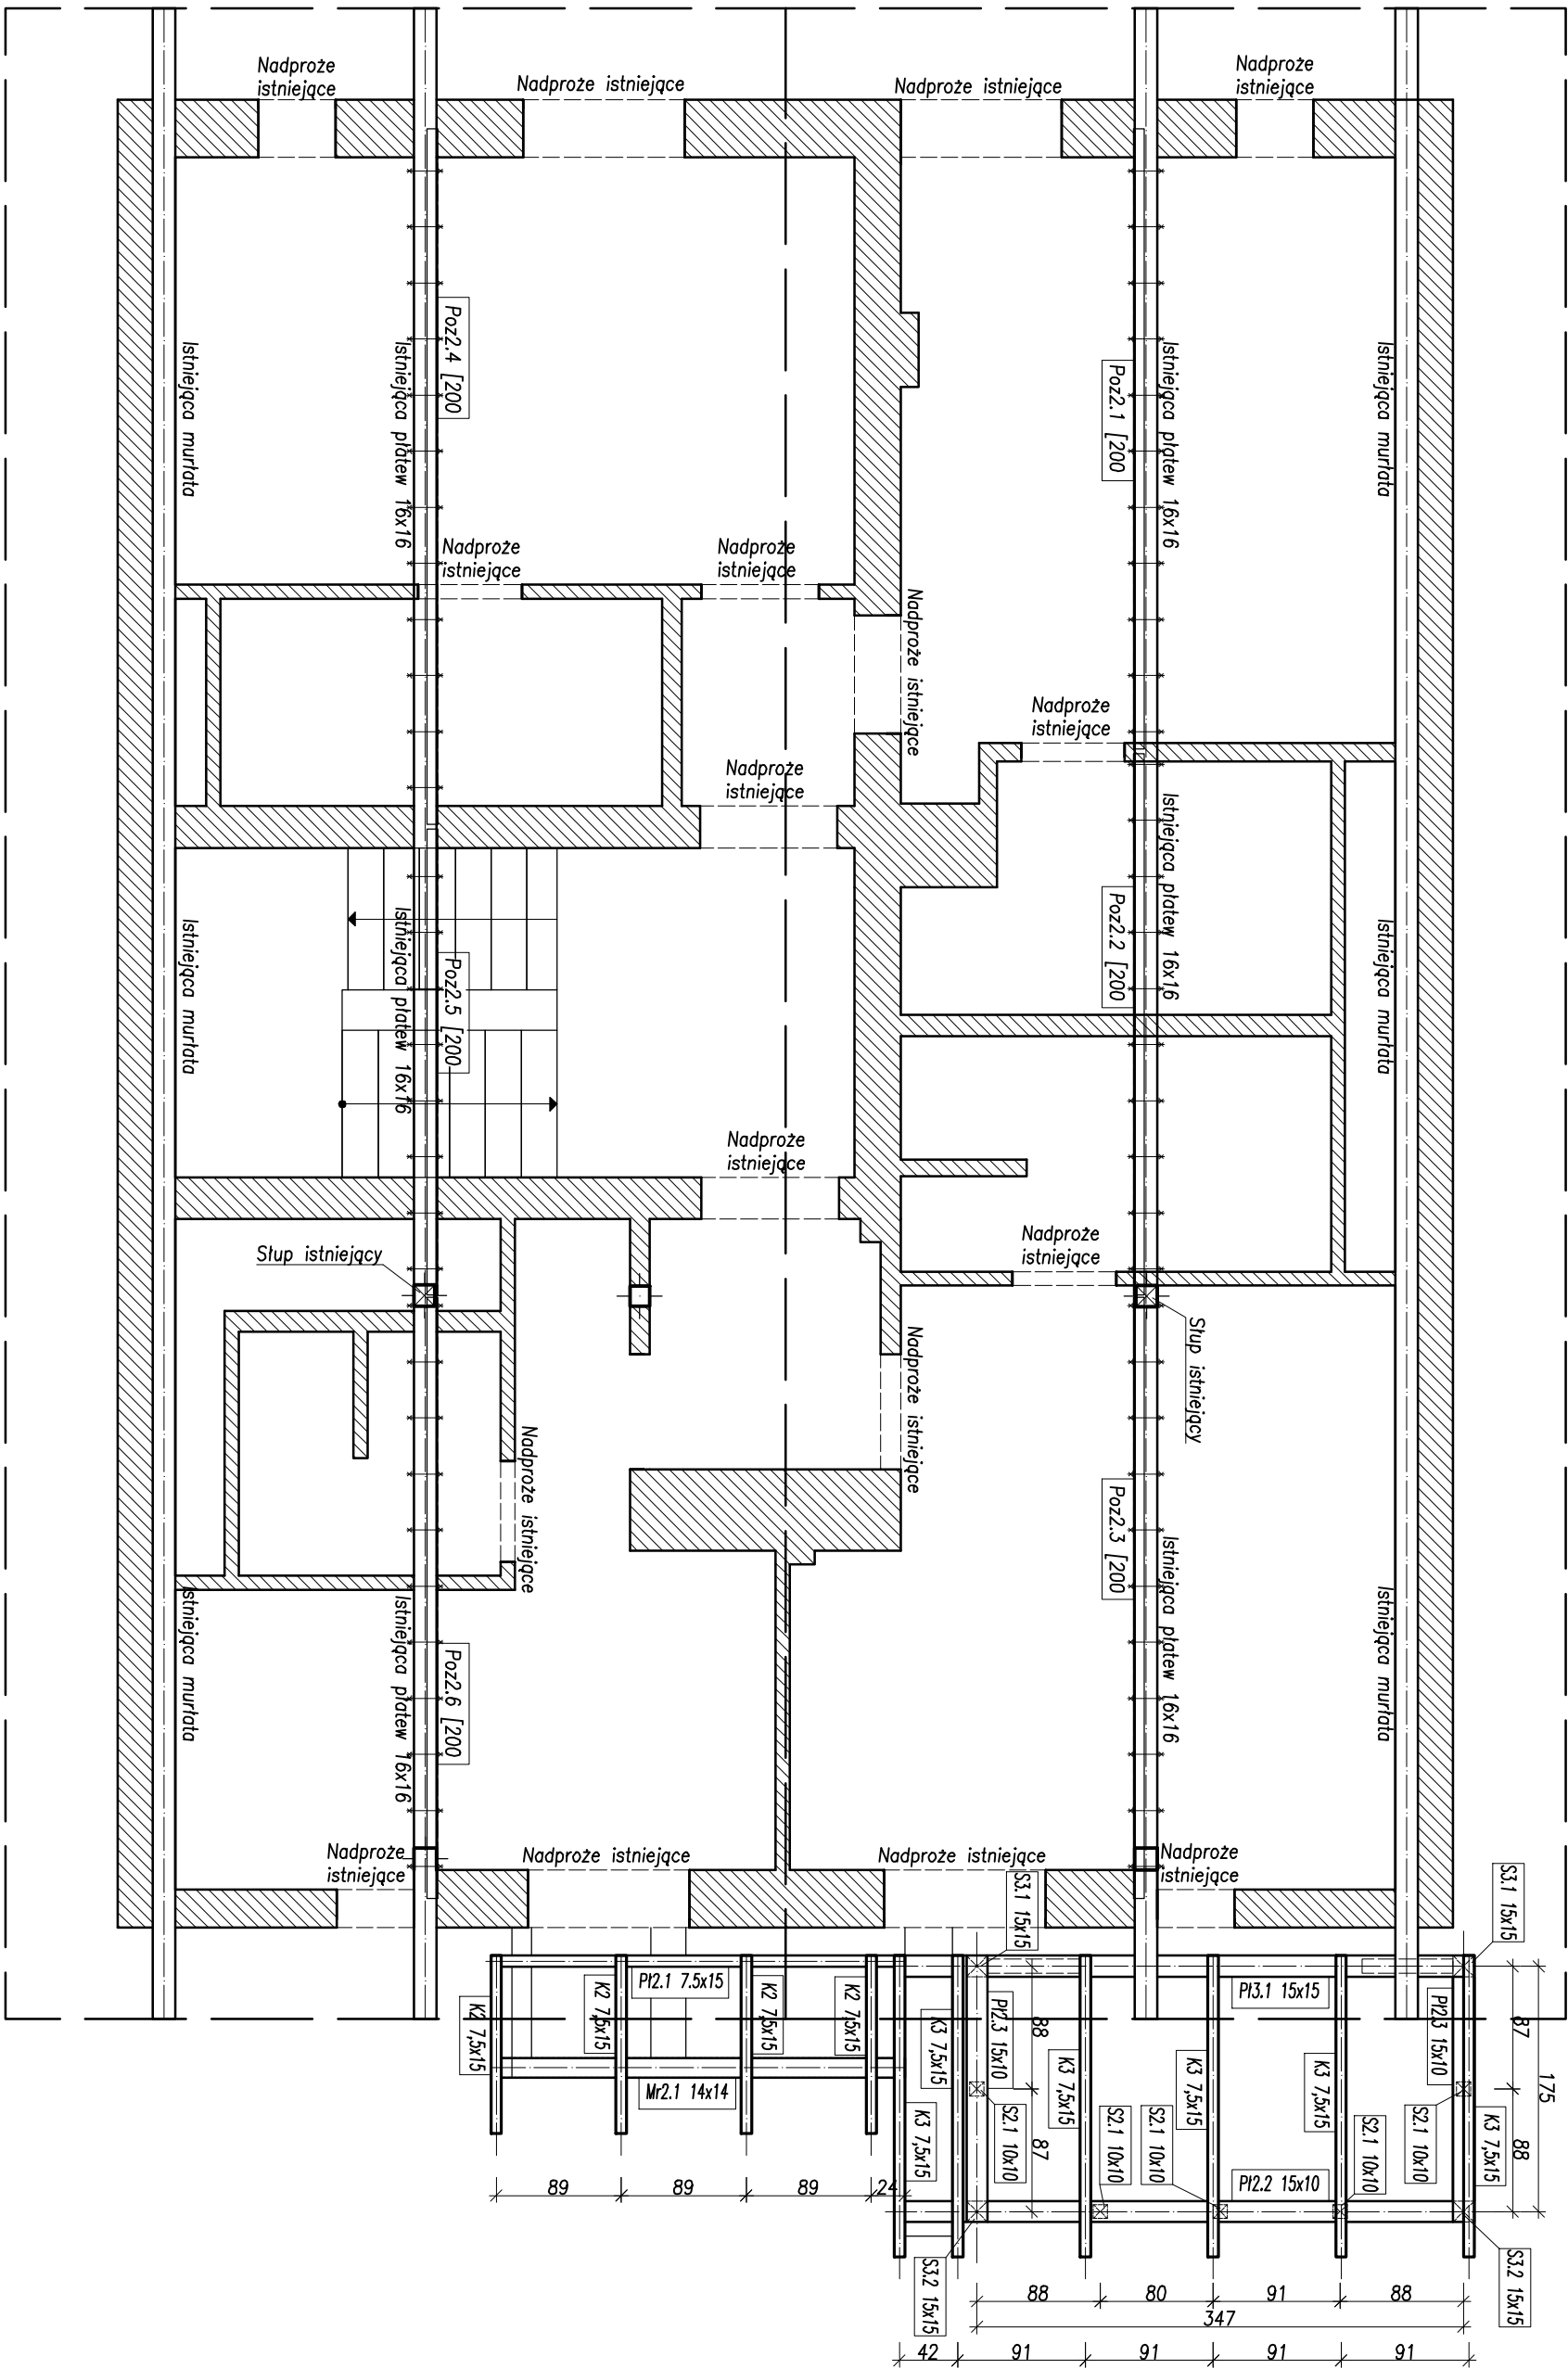 Nadproże
istniejące
Nadproże istniejące
Nadproże istniejące
Nadproże
istniejące
Poz2.4 [200
Istniejąca murłata
Istniejąca płatew 16x16
Poz2.1 [200
Istniejąca płatew 16x16
Istniejąca murłata
Nadproże
istniejące
Nadproże
istniejące
Nadproże istniejące
Nadproże
istniejące
Nadproże
istniejące
Istniejąca murłata
Istniejąca płatew 16x16
Poz2.5 [200
Poz2.2 [200
Istniejąca płatew 16x16
Istniejąca murłata
Nadproże
istniejące
Nadproże
istniejące
Słup istniejący
Słup istniejący
Nadproże istniejące
Nadproże istniejące
Poz2.3 [200
Istniejąca płatew 16x16
Istniejąca murłata
Istniejąca murłata
Istniejąca płatew 16x16
Poz2.6 [200
Nadproże
istniejące
Nadproże istniejące
Nadproże istniejące
Nadproże
istniejące
S3.1 15x15
S3.1 15x15
K2 7,5x15
K2 7,5x15
Pł2.1 7.5x15
K2 7,5x15
K2 7,5x15
Mr2.1 14x14
K3 7,5x15
K3 7,5x15
Pł2.3 15x10
88
87
K3 7,5x15
K3 7,5x15
Pł3.1 15x15
K3 7,5x15
Pł2.3 15x10
87
88
175
K3 7,5x15
S2.1 10x10
S2.1 10x10
S2.1 10x10
S2.1 10x10
S2.1 10x10
Pł2.2 15x10
89
89
89
24
S3.2 15x15
S3.2 15x15
88
80
91
88
347
42
91
91
91
91